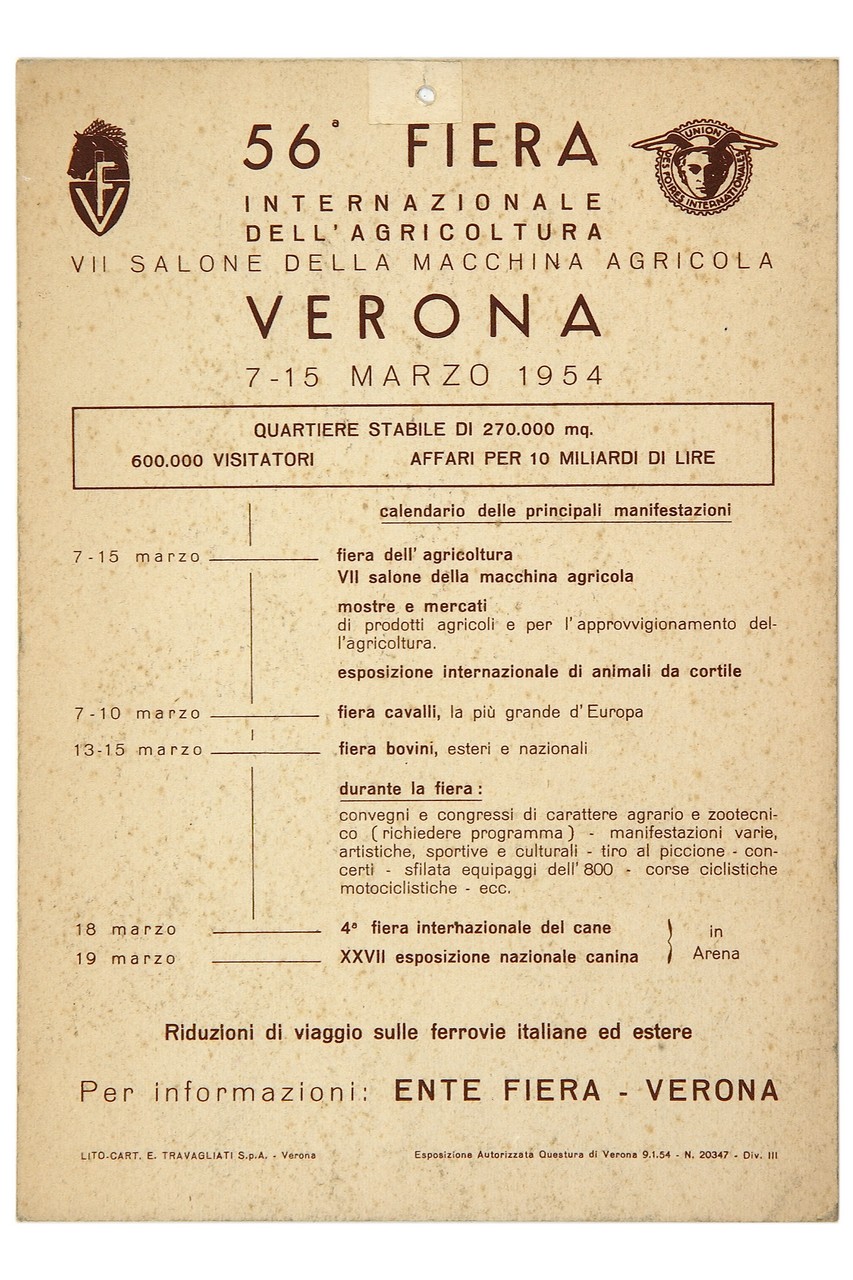 56ª FIERA
INTERNAZIONALE
DELL'AGRICOLTURA
VII SALONE DELLA MACCHINA AGRICOLA
VERONA
7-15 MARZO 1954
UNION DES FOIRES INTERNATIONALES
QUARTIERE STABILE DI 270.000 mq.
600.000 VISITATORI AFFARI PER 10 MILIARDI DI LIRE
calendario delle principali manifestazioni
7-15 marzo fiera dell'agricoltura
VII salone della macchina agricola
mostre e mercati
di prodotti agricoli e per l'approvvigionamento del-
l'agricoltura.
esposizione internazionale di animali da cortile
7-10 marzo fiera cavalli, la più grande d'Europa
13-15 marzo fiera bovini, esteri e nazionali
durante la fiera:
convegni e congressi di carattere agrario e zootecni-
co (richiedere programma) - manifestazioni varie,
artistiche, sportive e culturali - tiro al piccione - con-
certi - sfilata equipaggi dell'800 - corse ciclistiche
motociclistiche - ecc.
18 marzo 4ª fiera internazionale del cane
19 marzo XXVII esposizione nazionale canina
in
Arena
Riduzioni di viaggio sulle ferrovie italiane ed estere
Per informazioni: ENTE FIERA - VERONA
LITO-CART. E. TRAVAGLIATI S.p.A. - Verona Esposizione Autorizzata Questura di Verona 9.1.54 - N. 20347 - Div. III